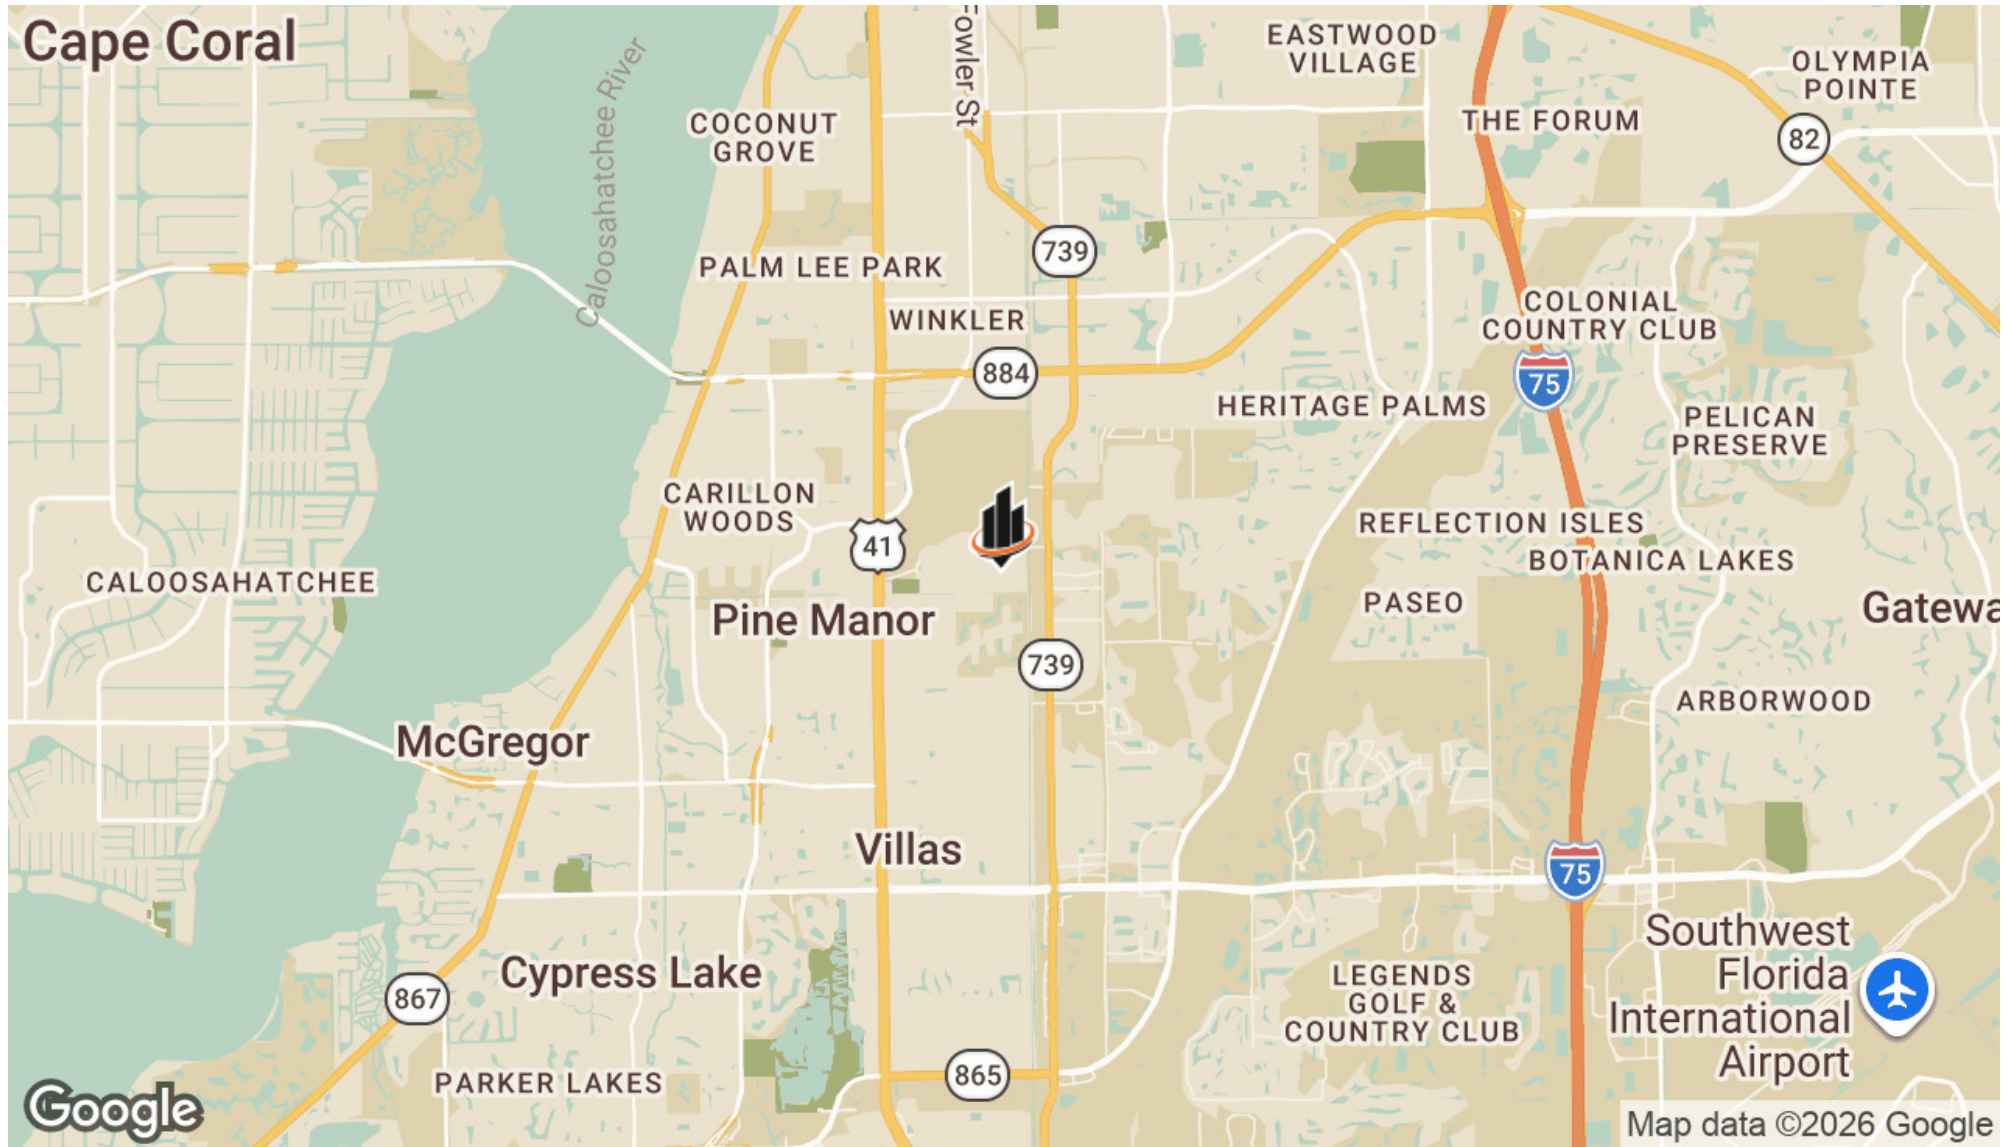 Cape Coral
Caloosahatchee River
Fowler St
EASTWOOD
VILLAGE
OLYMPIA
POINTE
COCONUT
GROVE
THE FORUM
82
739
PALM LEE PARK
WINKLER
COLONIAL
COUNTRY CLUB
884
75
HERITAGE PALMS
PELICAN
PRESERVE
CARILLON
WOODS
41
REFLECTION ISLES
BOTANICA LAKES
CALOOSAHATCHEE
PASEO
Pine Manor
Gatewa
739
ARBORWOOD
McGregor
Villas
75
Southwest
Florida
International
Airport
Cypress Lake
867
LEGENDS
GOLF &
COUNTRY CLUB
865
PARKER LAKES
Google
Map data ©2026 Google